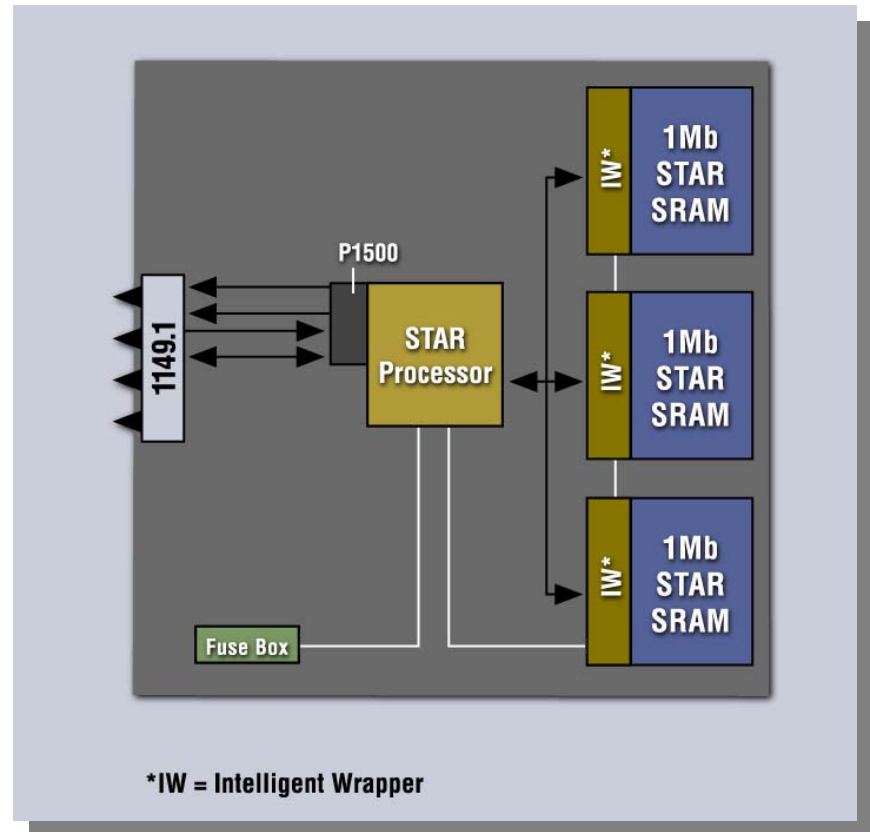 IW*
1Mb
STAR
SRAM
P1500
1149.1
STAR
Processor
IW*
1Mb
STAR
SRAM
IW*
1Mb
STAR
SRAM
Fuse Box
*IW = Intelligent Wrapper